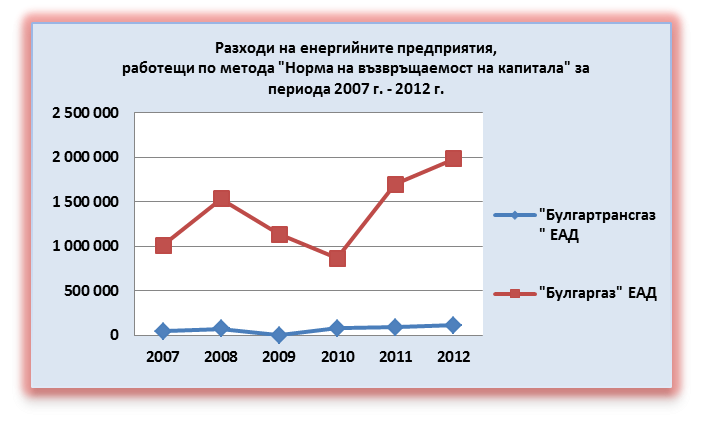 Разходи на енергийните предприятия,
работещи по метода "Норма на възвръщаемост на капитала" за
периода 2007 г. - 2012 г.
2 500 000
2 000 000
1 500 000
1 000 000
500 000
0
2007 2008 2009 2010 2011 2012
"Булгартрансгаз
" ЕАД
"Булгаргаз" ЕАД